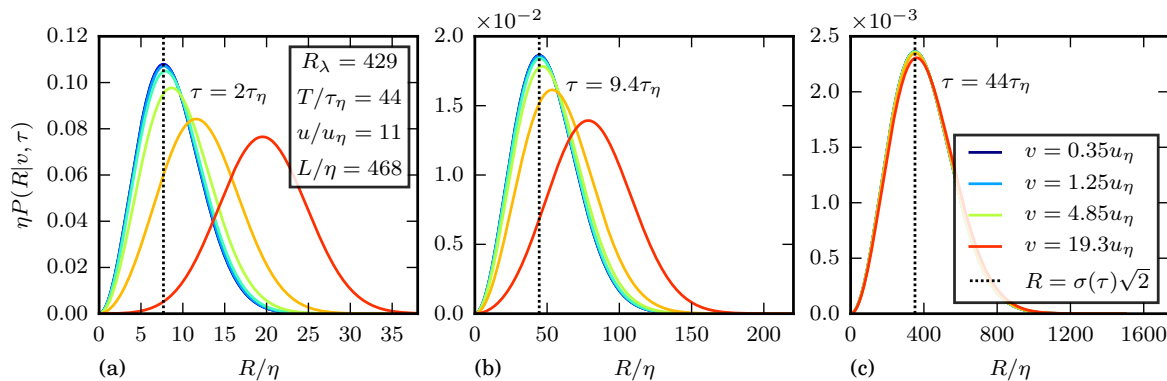 ×10⁻²
×10⁻³
0.12
0.10
0.08
0.06
0.04
0.02
0.00
ηP(R|v, τ)
τ = 2τ_η
R_λ = 429
T/τ_η = 44
u/u_η = 11
L/η = 468
0 5 10 15 20 25 30 35
(a) R/η
2.0
1.5
1.0
0.5
0.0
τ = 9.4τ_η
0 50 100 150 200
(b) R/η
2.5
2.0
1.5
1.0
0.5
0.0
τ = 44τ_η
v = 0.35u_η
v = 1.25u_η
v = 4.85u_η
v = 19.3u_η
R = σ(τ)√2
0 400 800 1200 1600
(c) R/η